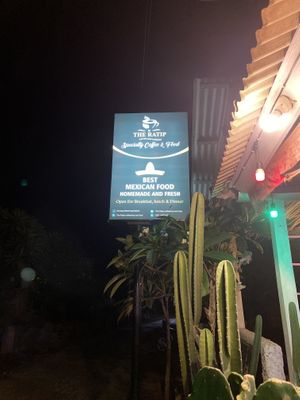 THE RATIP
Specialty Coffee & Food
BEST
MEXICAN FOOD
HOMEMADE AND FRESH
Open for Breakfast, Lunch & Dinner